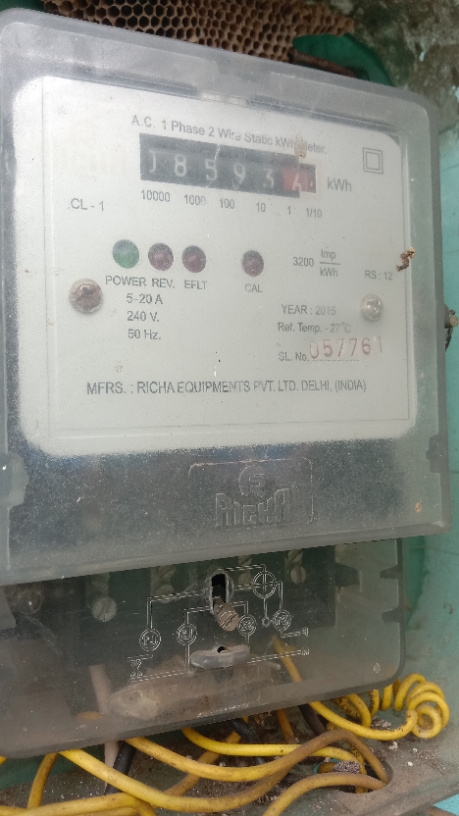 A.C. 1 Phase 2 Wire Static kWh Meter.
8593 kWh
10000 1000 100 10 1 1/10
CL - 1
3200 Imp/kWh
RS : 12
POWER REV. EFLT CAL
5-20 A
240 V.
50 Hz.
YEAR : 2015
Ref. Temp. - 27°C
SL. No. 05776
MFRS. : RICHA EQUIPMENTS PVT. LTD. DELHI, (INDIA)
RICHA